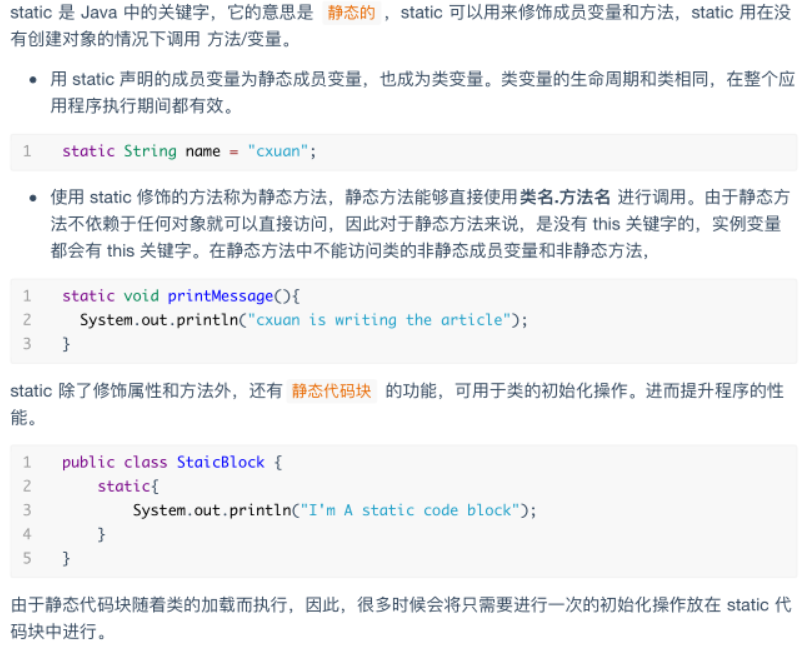 static 是 Java 中的关键字，它的意思是 静态的 ，static 可以用来修饰成员变量和方法，static 用在没
有创建对象的情况下调用 方法/变量。
• 用 static 声明的成员变量为静态成员变量，也成为类变量。类变量的生命周期和类相同，在整个应
用程序执行期间都有效。
1 static String name = "cxuan";
• 使用 static 修饰的方法称为静态方法，静态方法能够直接使用类名.方法名 进行调用。由于静态方
法不依赖于任何对象就可以直接访问，因此对于静态方法来说，是没有 this 关键字的，实例变量
都会有 this 关键字。在静态方法中不能访问类的非静态成员变量和非静态方法，
1 static void printMessage(){
2 System.out.println("cxuan is writing the article");
3 }
static 除了修饰属性和方法外，还有 静态代码块 的功能，可用于类的初始化操作。进而提升程序的性
能。
1 public class StaicBlock {
2 static{
3 System.out.println("I'm A static code block");
4 }
5 }
由于静态代码块随着类的加载而执行，因此，很多时候会将只需要进行一次的初始化操作放在 static 代
码块中进行。